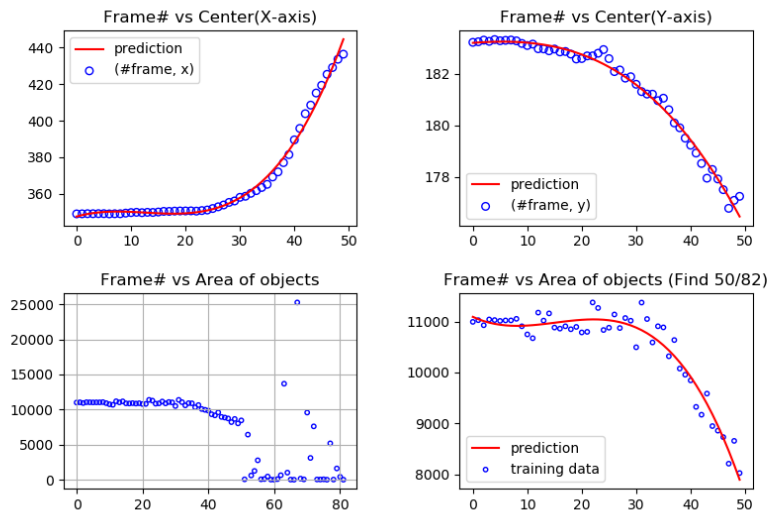 Frame# vs Center(X-axis)
440
420
400
380
360
0 10 20 30 40 50
prediction
(#frame, x)
Frame# vs Center(Y-axis)
182
180
178
0 10 20 30 40 50
prediction
(#frame, y)
Frame# vs Area of objects
25000
20000
15000
10000
5000
0
0 20 40 60 80
Frame# vs Area of objects (Find 50/82)
11000
10000
9000
8000
0 10 20 30 40 50
prediction
training data